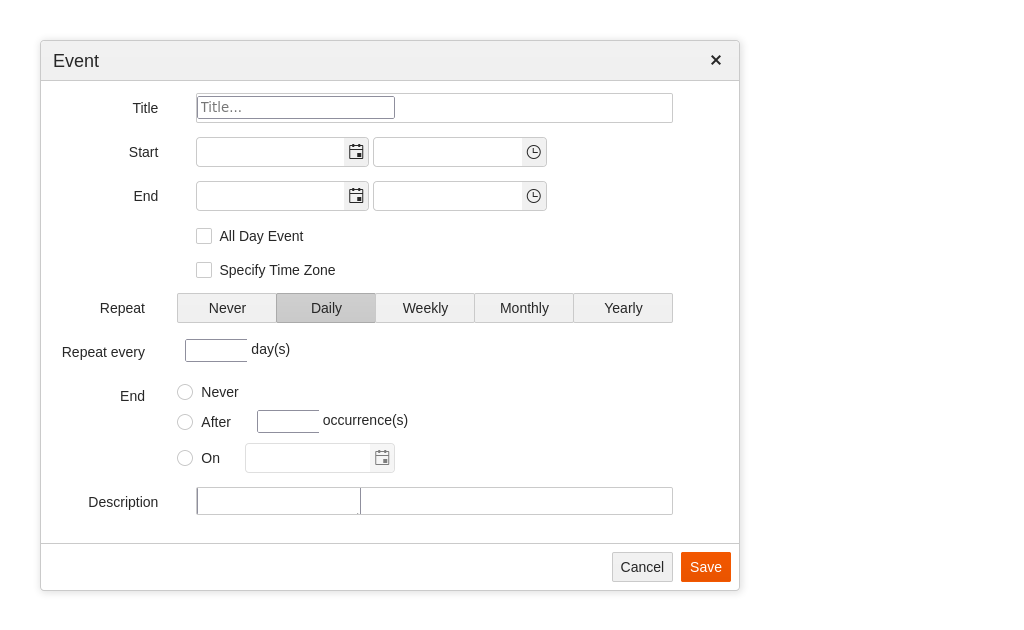 Event
Title Title...
Start
End
All Day Event
Specify Time Zone
Repeat Never Daily Weekly Monthly Yearly
Repeat every day(s)
End Never
After occurrence(s)
On
Description
Cancel Save